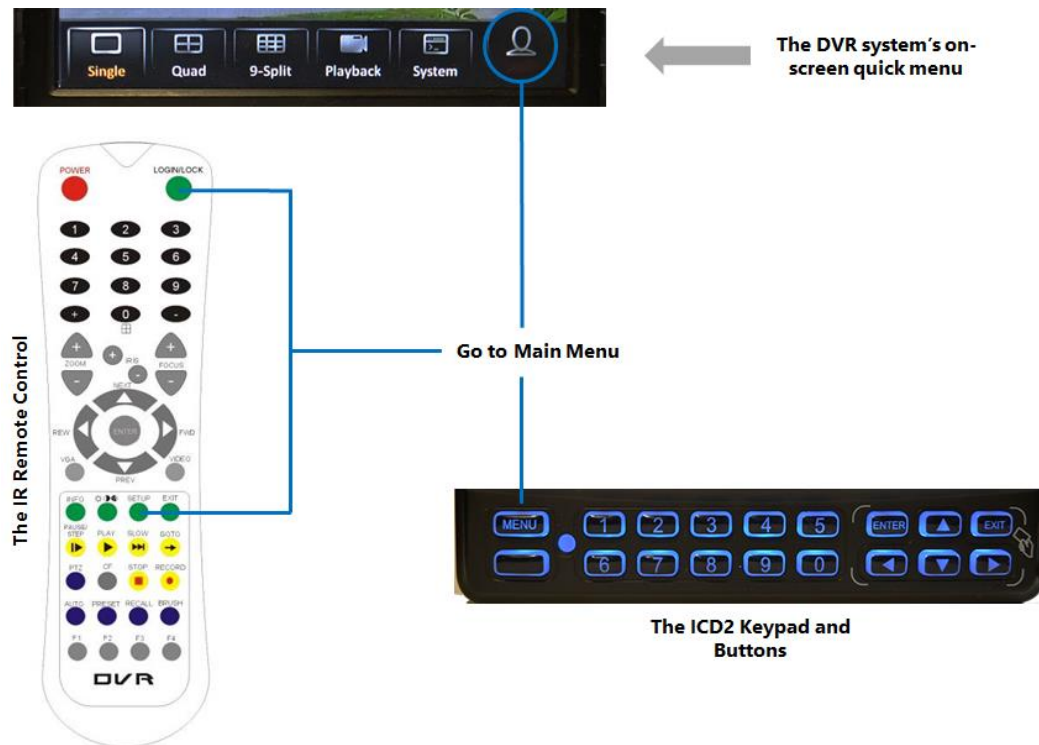 Single Quad 9-Split Playback System
The DVR system's on-
screen quick menu
POWER LOGIN/LOCK
1 2 3
4 5 6
7 8 9
+ 0 -
+ + +
ZOOM IRIS FOCUS
- - -
NEXT
REW ENTER FWD
VGA VIDEO
PREV
INFO SETUP EXIT
PAUSE/
STEP PLAY SLOW GOTO
PTZ CF STOP RECORD
AUTO PRESET RECALL BRUSH
F1 F2 F3 F4
DVR
The IR Remote Control
Go to Main Menu
MENU 1 2 3 4 5 ENTER EXIT
6 7 8 9 0
The ICD2 Keypad and
Buttons